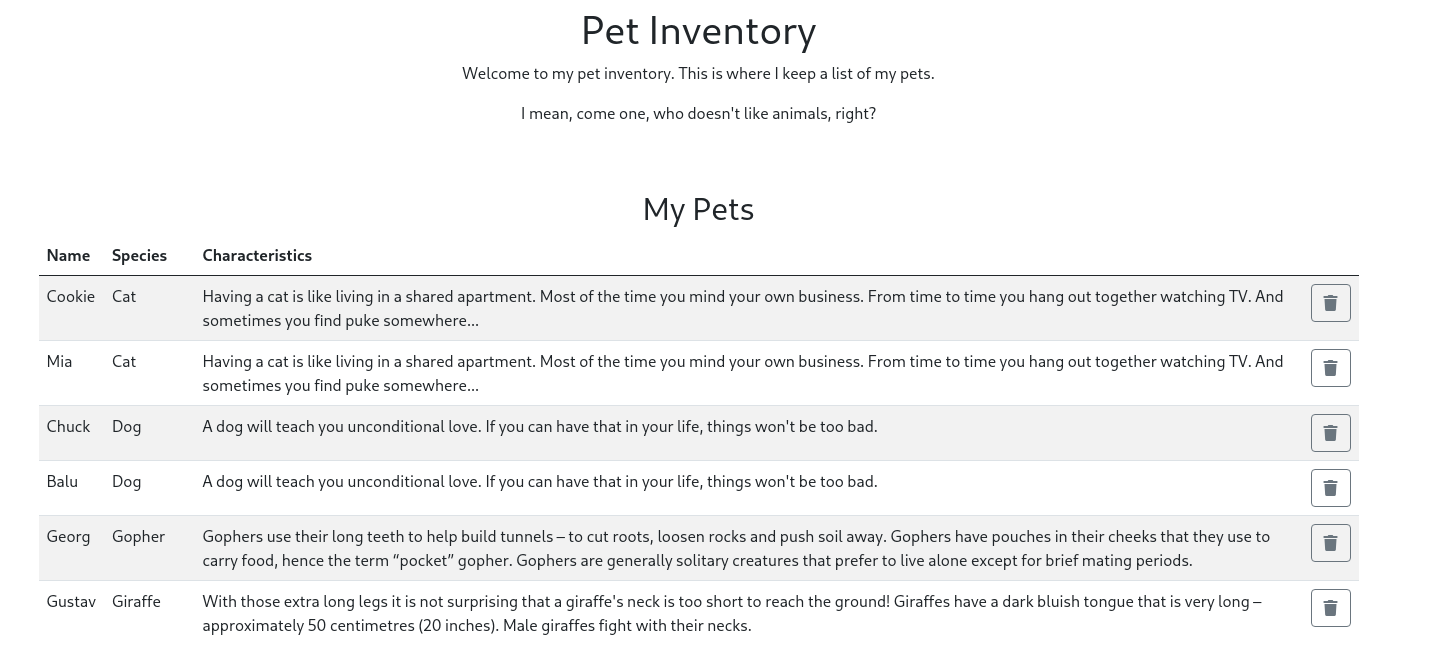 Pet Inventory
Welcome to my pet inventory. This is where I keep a list of my pets.
I mean, come one, who doesn't like animals, right?
My Pets
Name Species Characteristics
Cookie Cat Having a cat is like living in a shared apartment. Most of the time you mind your own business. From time to time you hang out together watching TV. And
sometimes you find puke somewhere...
Mia Cat Having a cat is like living in a shared apartment. Most of the time you mind your own business. From time to time you hang out together watching TV. And
sometimes you find puke somewhere...
Chuck Dog A dog will teach you unconditional love. If you can have that in your life, things won't be too bad.
Balu Dog A dog will teach you unconditional love. If you can have that in your life, things won't be too bad.
Georg Gopher Gophers use their long teeth to help build tunnels – to cut roots, loosen rocks and push soil away. Gophers have pouches in their cheeks that they use to
carry food, hence the term “pocket” gopher. Gophers are generally solitary creatures that prefer to live alone except for brief mating periods.
Gustav Giraffe With those extra long legs it is not surprising that a giraffe's neck is too short to reach the ground! Giraffes have a dark bluish tongue that is very long –
approximately 50 centimetres (20 inches). Male giraffes fight with their necks.